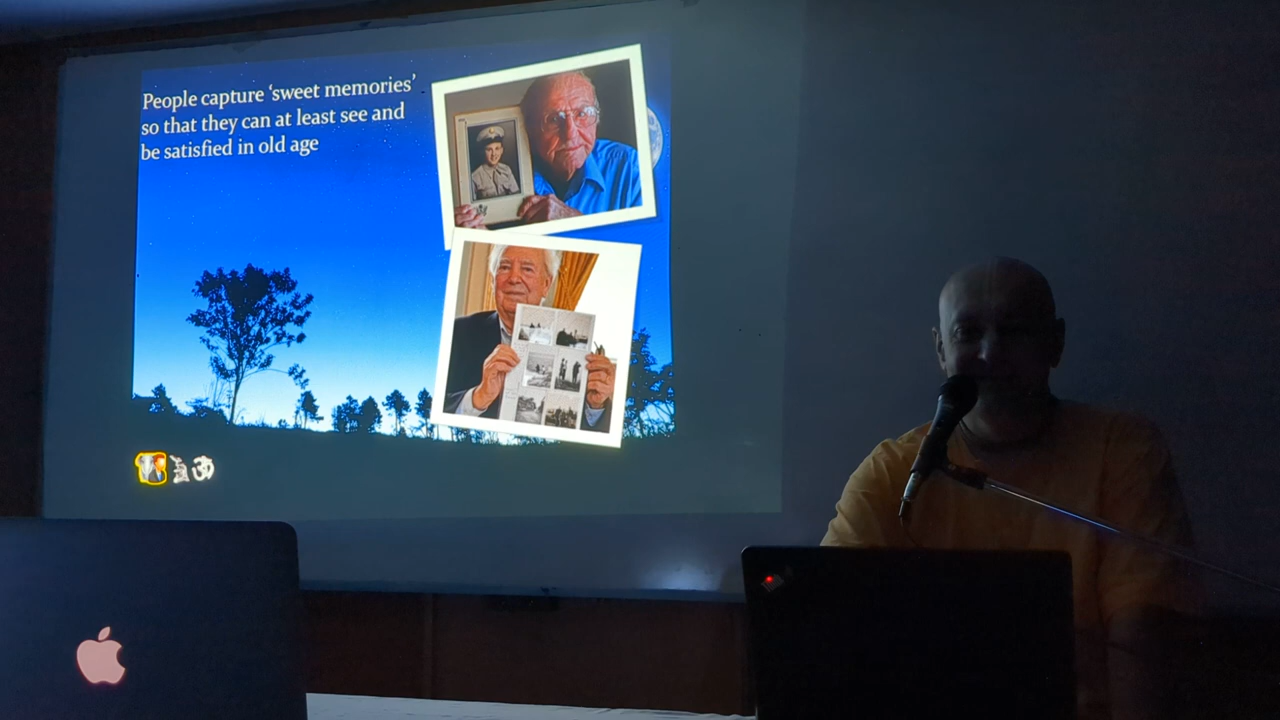 People capture ‘sweet memories’
so that they can at least see and
be satisfied in old age